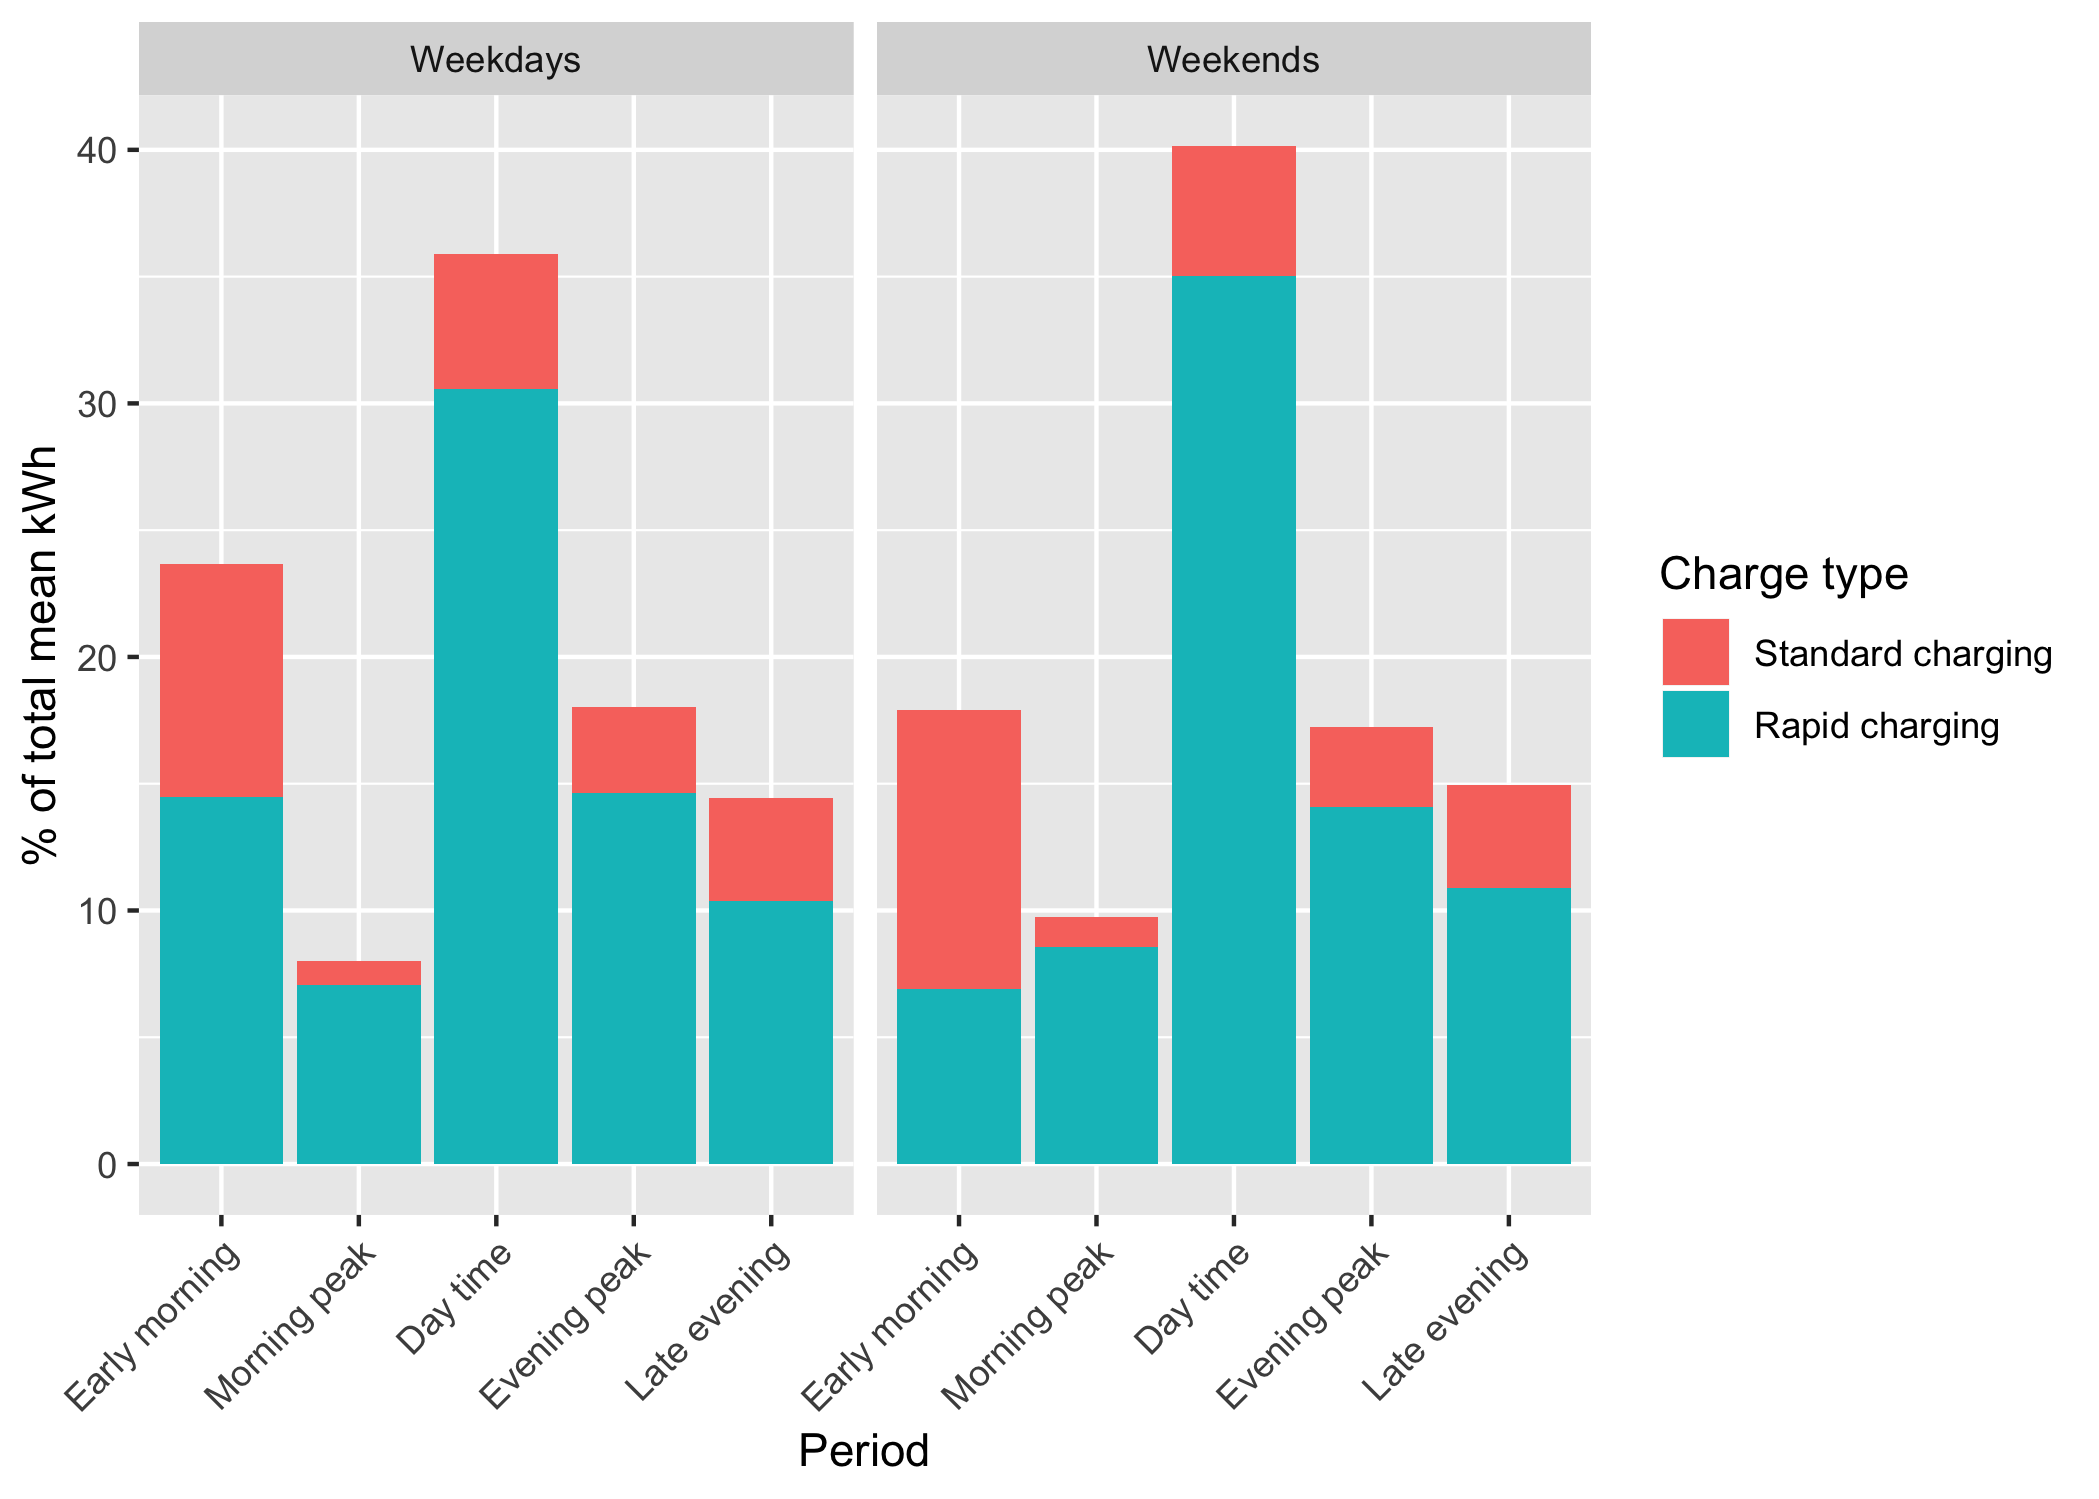 Weekdays
Weekends
40
30
20
10
0
% of total mean kWh
Early morning
Morning peak
Day time
Evening peak
Late evening
Early morning
Morning peak
Day time
Evening peak
Late evening
Period
Charge type
Standard charging
Rapid charging